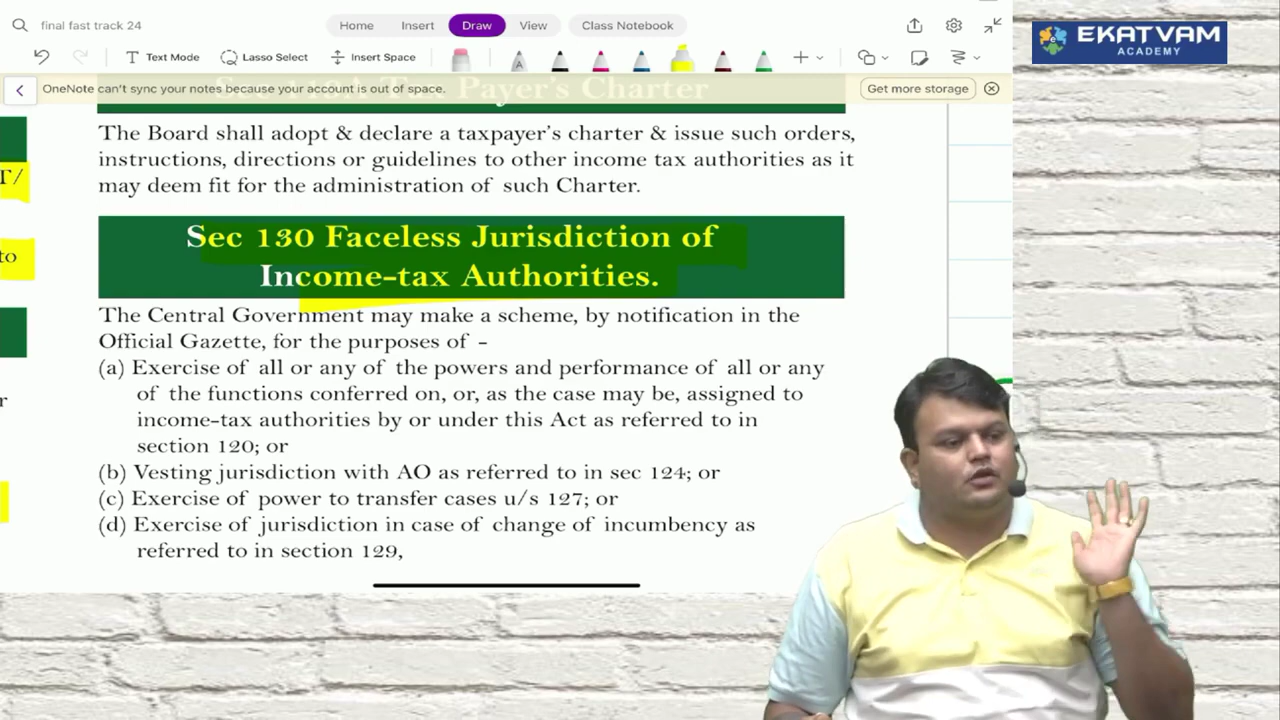 final fast track 24
Home Insert Draw View Class Notebook
EKATVAM
ACADEMY
Text Mode Lasso Select Insert Space
OneNote can't sync your notes because your account is out of space. Get more storage
Payer's Charter
The Board shall adopt & declare a taxpayer's charter & issue such orders,
instructions, directions or guidelines to other income tax authorities as it
may deem fit for the administration of such Charter.
to
Sec 130 Faceless Jurisdiction of
Income-tax Authorities.
The Central Government may make a scheme, by notification in the
Official Gazette, for the purposes of -
(a) Exercise of all or any of the powers and performance of all or any
of the functions conferred on, or, as the case may be, assigned to
income-tax authorities by or under this Act as referred to in
section 120; or
(b) Vesting jurisdiction with AO as referred to in sec 124; or
(c) Exercise of power to transfer cases u/s 127; or
(d) Exercise of jurisdiction in case of change of incumbency as
referred to in section 129,